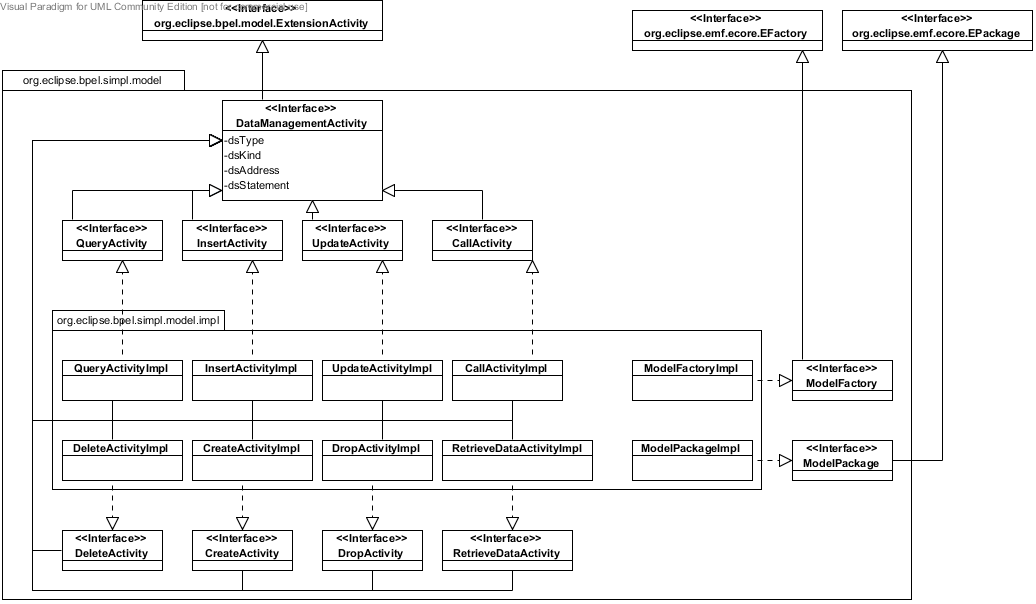 Visual Paradigm for UML Community Edition [not for commercial use]
<<Interface>>
org.eclipse.bpel.model.ExtensionActivity
<<Interface>>
org.eclipse.emf.ecore.EFactory
<<Interface>>
org.eclipse.emf.ecore.EPackage
org.eclipse.bpel.simpl.model
<<Interface>>
DataManagementActivity
-dsType
-dsKind
-dsAddress
-dsStatement
<<Interface>>
QueryActivity
<<Interface>>
InsertActivity
<<Interface>>
UpdateActivity
<<Interface>>
CallActivity
org.eclipse.bpel.simpl.model.impl
QueryActivityImpl
InsertActivityImpl
UpdateActivityImpl
CallActivityImpl
ModelFactoryImpl
<<Interface>>
ModelFactory
DeleteActivityImpl
CreateActivityImpl
DropActivityImpl
RetrieveDataActivityImpl
ModelPackageImpl
<<Interface>>
ModelPackage
<<Interface>>
DeleteActivity
<<Interface>>
CreateActivity
<<Interface>>
DropActivity
<<Interface>>
RetrieveDataActivity